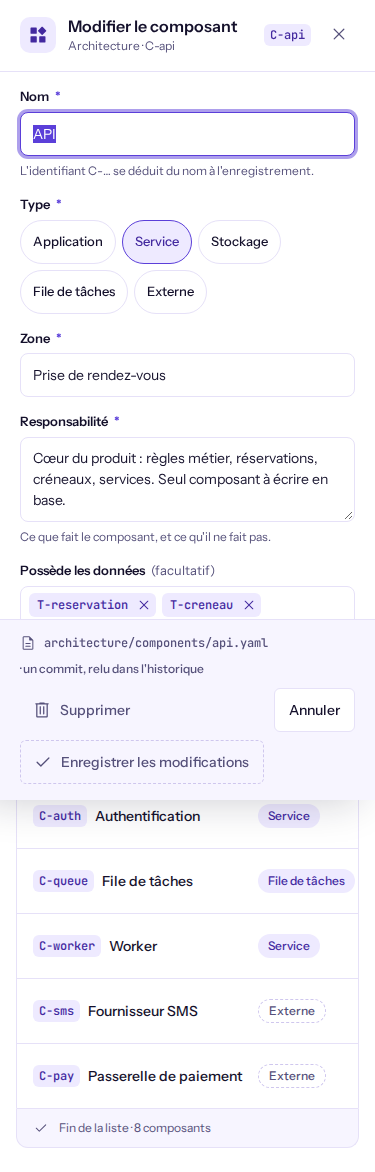 Modifier le composant
Architecture · C-api
C-api
Nom *
API
L'identifiant C-… se déduit du nom à l'enregistrement.
Type *
Application
Service
Stockage
File de tâches
Externe
Zone *
Prise de rendez-vous
Responsabilité *
Cœur du produit : règles métier, réservations,
créneaux, services. Seul composant à écrire en
base.
Ce que fait le composant, et ce qu'il ne fait pas.
Possède les données (facultatif)
T-reservation
T-creneau
architecture/components/api.yaml
· un commit, relu dans l'historique
Supprimer
Annuler
Enregistrer les modifications
C-auth Authentification Service
C-queue File de tâches File de tâches
C-worker Worker Service
C-sms Fournisseur SMS Externe
C-pay Passerelle de paiement Externe
Fin de la liste · 8 composants